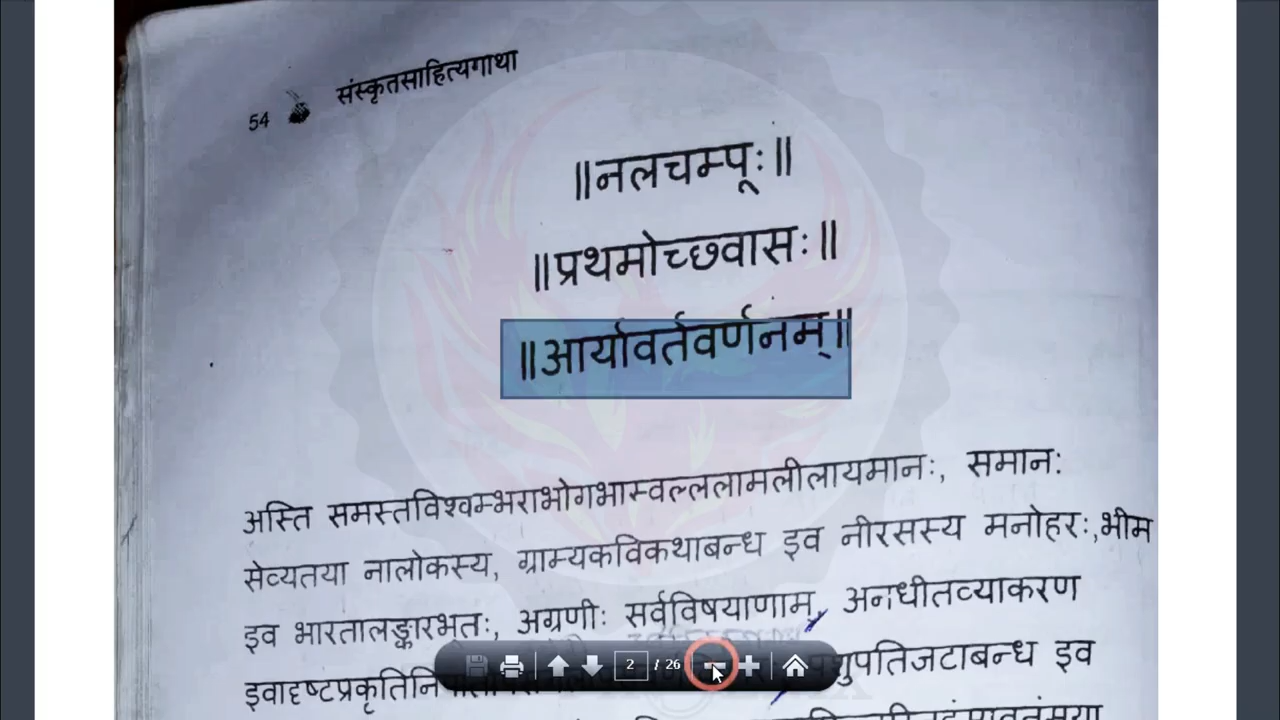 54 संस्कृतसाहित्यगाथा
॥नलचम्पूः॥
॥प्रथमोच्छ्वासः॥
॥आर्यावर्तवर्णनम्॥
अस्ति समस्तविश्वम्भराभोगभास्वल्ललामलीलायमानः, समानः
सेव्यतया नालोकस्य, ग्राम्यकविकथाबन्ध इव नीरसस्य मनोहरः,भीम
इव भारतालङ्कारभतः, अग्रणीः सर्वविषयाणाम्, अनधीतव्याकरण
इवादृष्टप्रकृतिनि पशुपतिजटाबन्ध इव
2 / 26